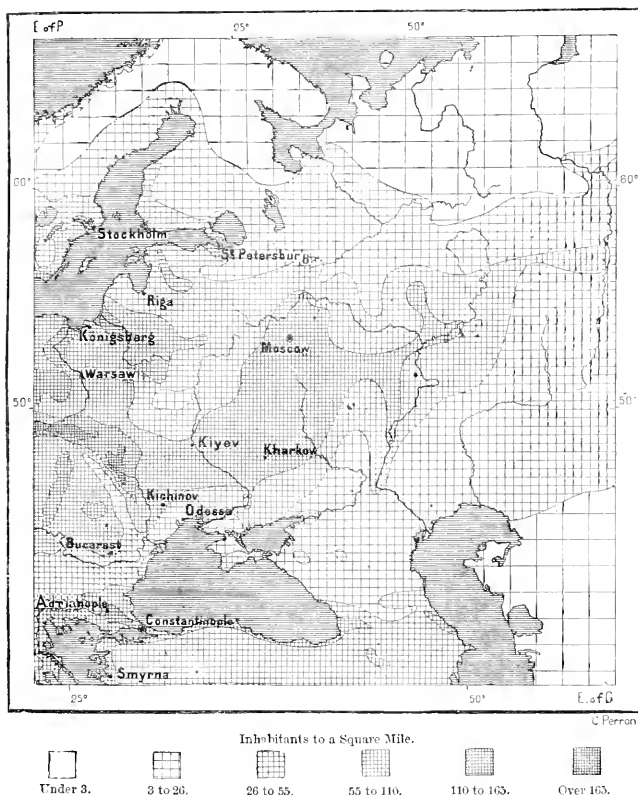 E of P 25° 50°
60° 60°
Stockholm
St Petersburg
Riga
Königsbarg
Moscow
Warsaw
50° 50°
Kiyev
Kharkov
Kichinov
Odessa
Bucarest
Adrianople
Constantinople
Smyrna
25° 50° E. of G
C Perron
Inhabitants to a Square Mile.
Under 3. 3 to 26. 26 to 55. 55 to 110. 110 to 165. Over 165.